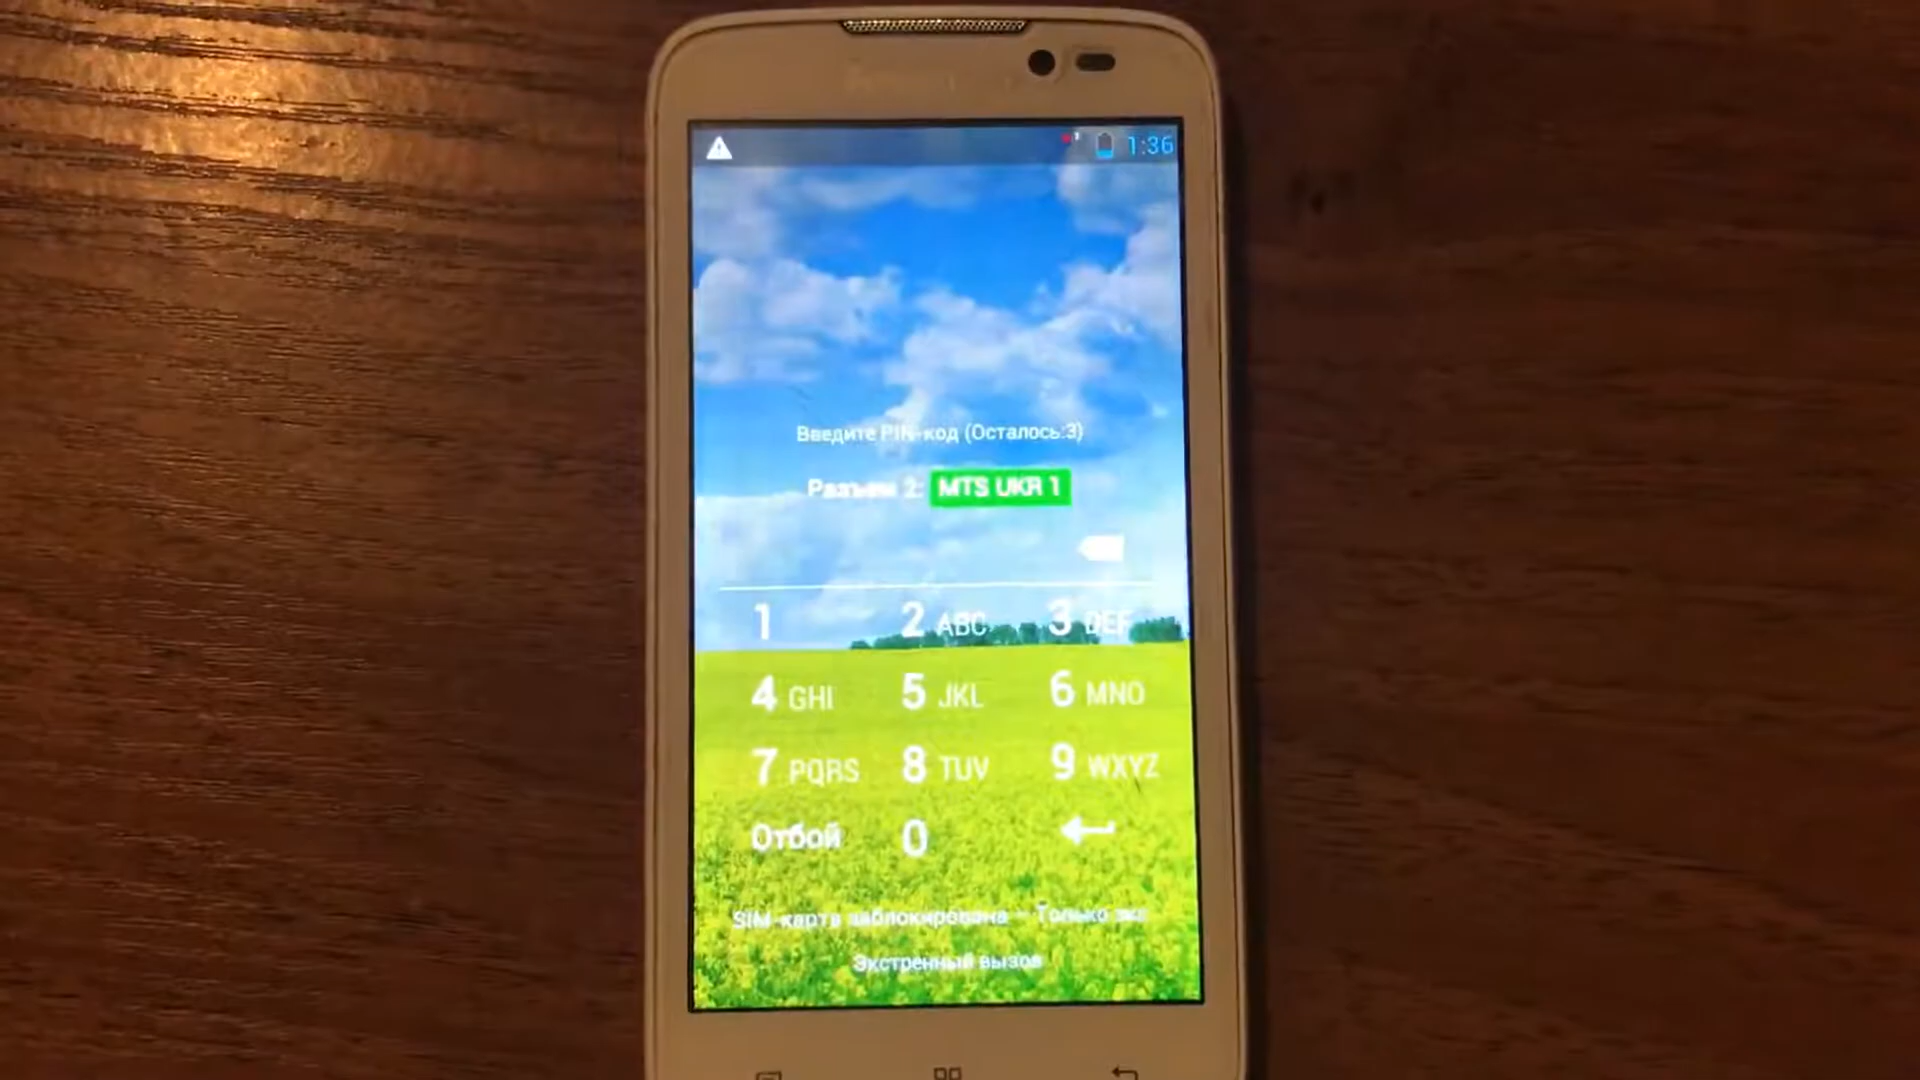 1:36
Введите PIN-код (Осталось:3)
Разъем 2: MTS UKR 1
1 2 ABC 3 DEF
4 GHI 5 JKL 6 MNO
7 PQRS 8 TUV 9 WXYZ
Отбой 0
SIM-карта заблокирована – Только экс
Экстренный вызов